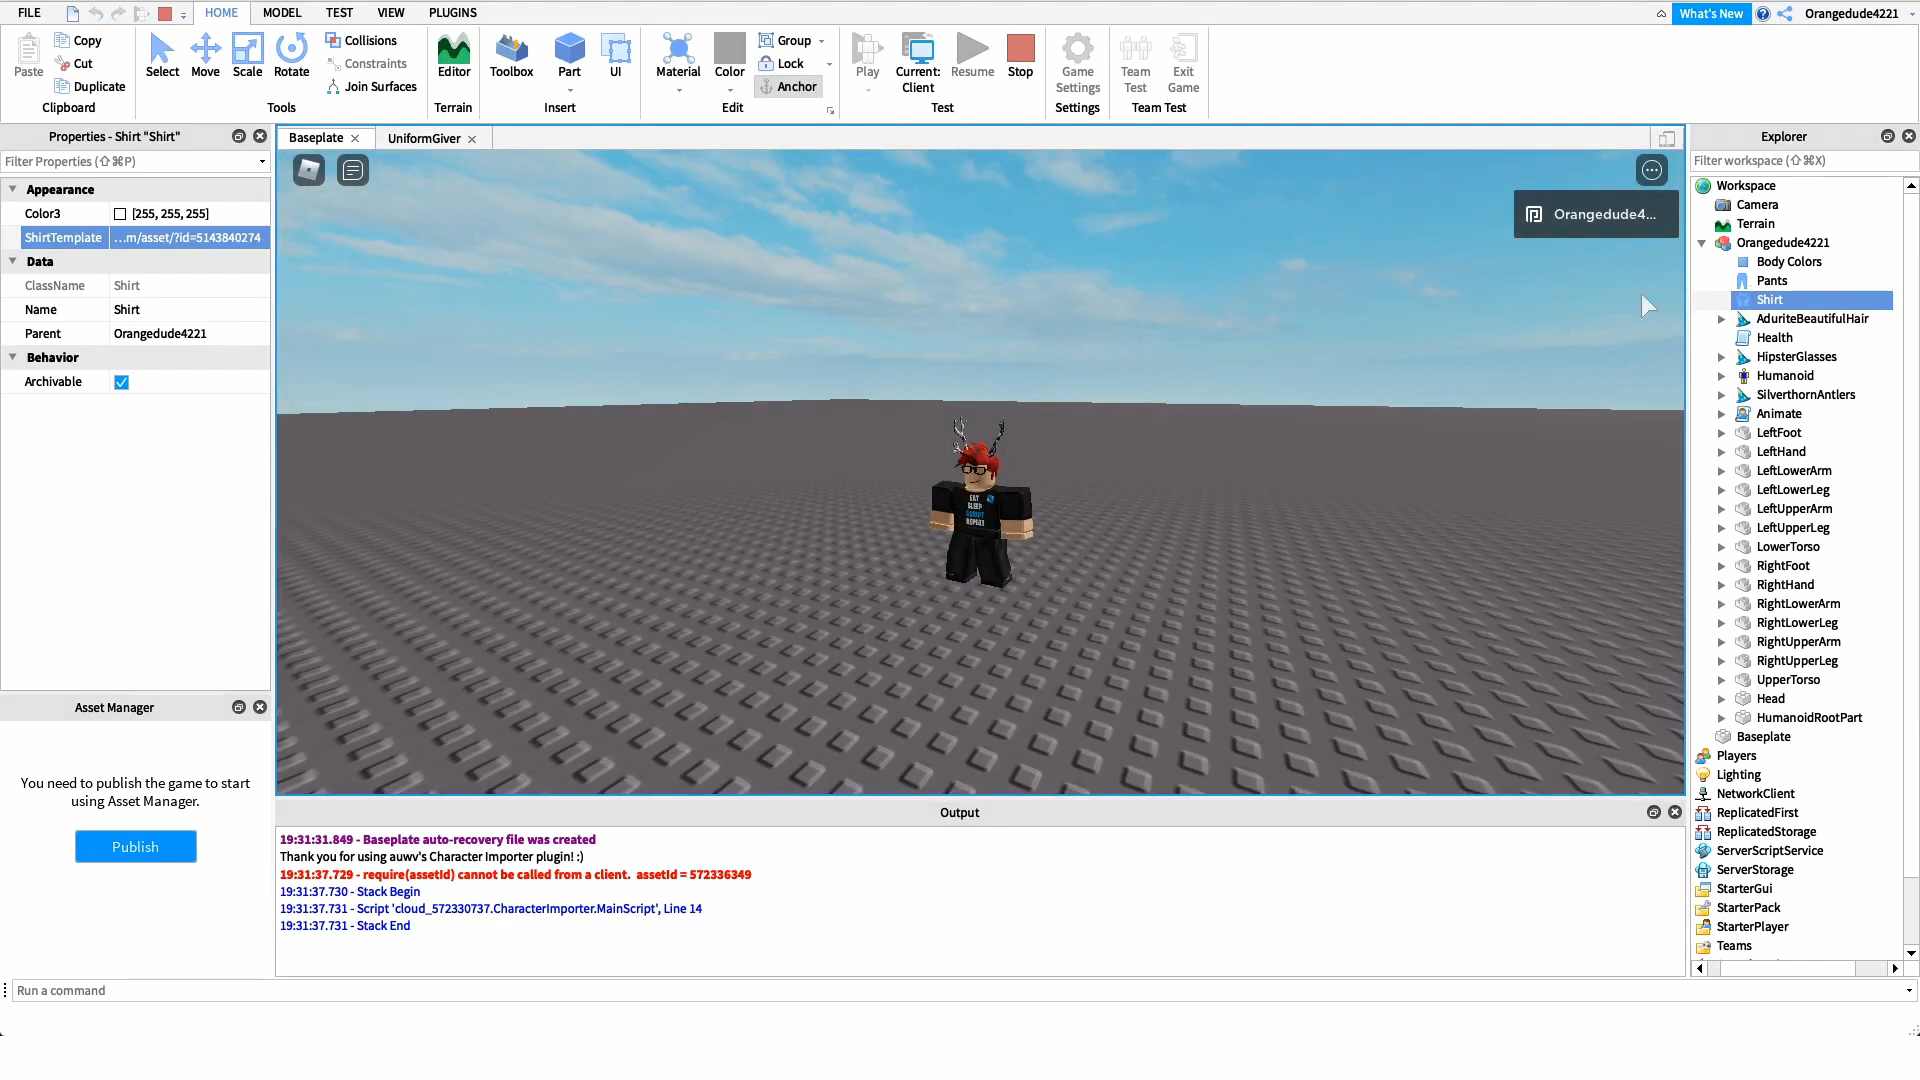 FILE HOME MODEL TEST VIEW PLUGINS What's New Orangedude4221
Paste Copy Cut Duplicate Clipboard
Select Move Scale Rotate Collisions Constraints Join Surfaces Tools
Editor Terrain
Toolbox Part UI Insert
Material Color Group Lock Anchor Edit
Play Current: Client Resume Stop Test
Game Settings Settings
Team Test Exit Game Team Test
Properties - Shirt "Shirt"
Filter Properties (⇧⌘P)
Appearance
Color3 [255, 255, 255]
ShirtTemplate ...m/asset/?id=5143840274
Data
ClassName Shirt
Name Shirt
Parent Orangedude4221
Behavior
Archivable
Asset Manager
You need to publish the game to start
using Asset Manager.
Publish
Baseplate UniformGiver
Orangedude4...
EAT
SLEEP
SCRIPT
REPEAT
Output
19:31:31.849 - Baseplate auto-recovery file was created
Thank you for using auwv's Character Importer plugin! :)
19:31:37.729 - require(assetId) cannot be called from a client. assetId = 572336349
19:31:37.730 - Stack Begin
19:31:37.731 - Script 'cloud_572330737.CharacterImporter.MainScript', Line 14
19:31:37.731 - Stack End
Explorer
Filter workspace (⇧⌘X)
Workspace
Camera
Terrain
Orangedude4221
Body Colors
Pants
Shirt
AduriteBeautifulHair
Health
HipsterGlasses
Humanoid
SilverthornAntlers
Animate
LeftFoot
LeftHand
LeftLowerArm
LeftLowerLeg
LeftUpperArm
LeftUpperLeg
LowerTorso
RightFoot
RightHand
RightLowerArm
RightLowerLeg
RightUpperArm
RightUpperLeg
UpperTorso
Head
HumanoidRootPart
Baseplate
Players
Lighting
NetworkClient
ReplicatedFirst
ReplicatedStorage
ServerScriptService
ServerStorage
StarterGui
StarterPack
StarterPlayer
Teams
Run a command